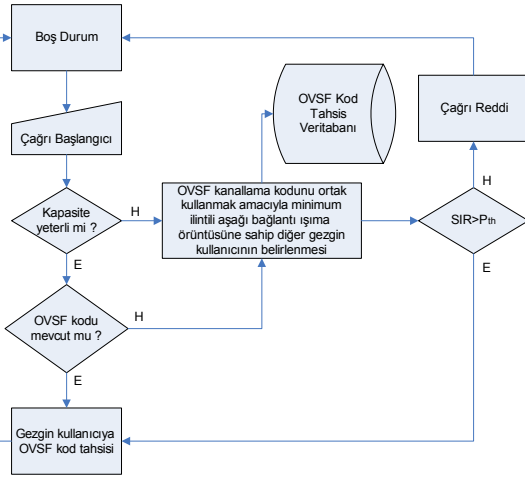 Boş Durum
Çağrı Başlangıcı
Kapasite
yeterli mi ?
H
E
OVSF kodu
mevcut mu ?
H
E
Gezgin kullanıcıya
OVSF kod tahsisi
OVSF Kod
Tahsis
Veritabanı
OVSF kanallama kodunu ortak
kullanmak amacıyla minimum
ilintili aşağı bağlantı ışıma
örüntüsüne sahip diğer gezgin
kullanıcının belirlenmesi
Çağrı Reddi
H
SIR>Pth
E